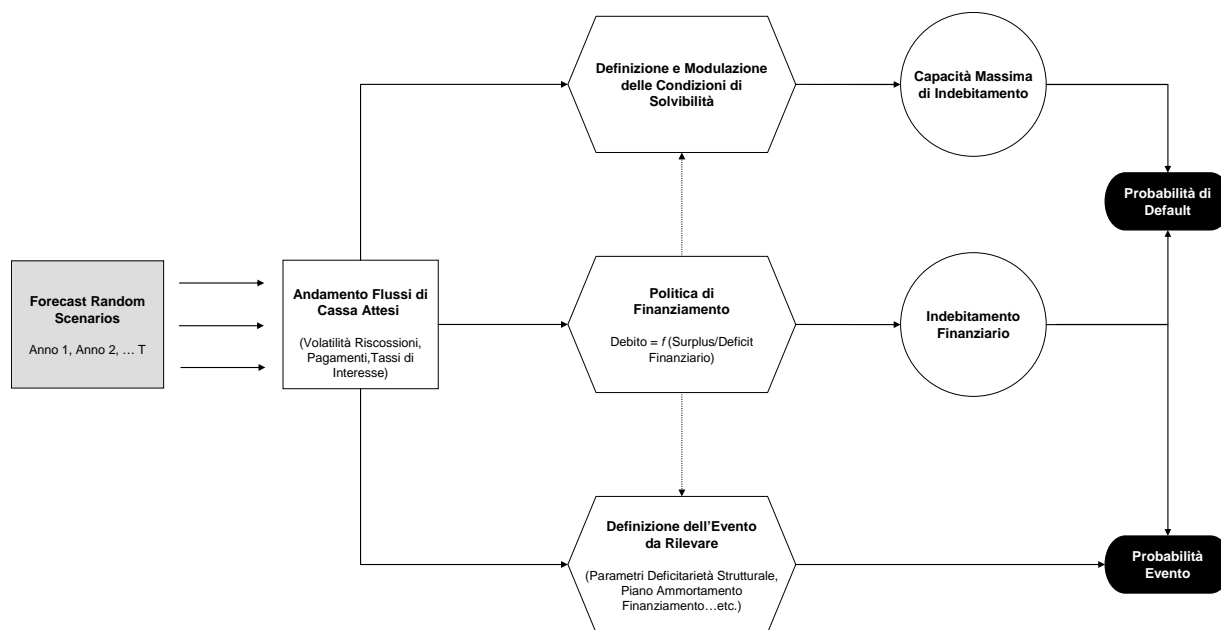 Definizione e Modulazione
delle Condizioni di
Solvibilità
Capacità Massima
di Indebitamento
Probabilità di
Default
Forecast Random
Scenarios
Anno 1, Anno 2, … T
Andamento Flussi di
Cassa Attesi
(Volatilità Riscossioni,
Pagamenti,Tassi di
Interesse)
Politica di
Finanziamento
Debito = f (Surplus/Deficit
Finanziario)
Indebitamento
Finanziario
Definizione dell’Evento
da Rilevare
(Parametri Deficitarietà Strutturale,
Piano Ammortamento
Finanziamento…etc.)
Probabilità
Evento